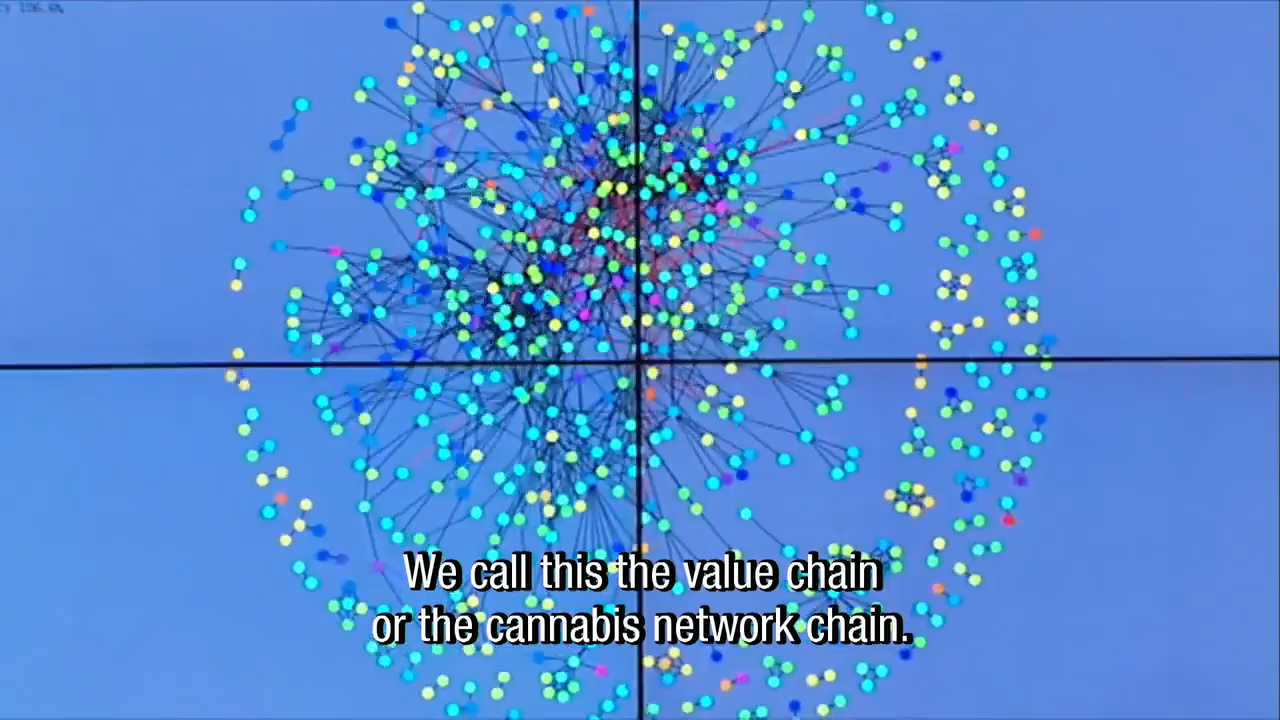 We call this the value chain
or the cannabis network chain.